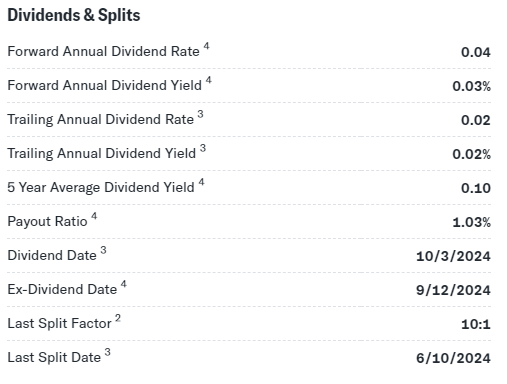 Dividends & Splits
Forward Annual Dividend Rate 4 0.04
Forward Annual Dividend Yield 4 0.03%
Trailing Annual Dividend Rate 3 0.02
Trailing Annual Dividend Yield 3 0.02%
5 Year Average Dividend Yield 4 0.10
Payout Ratio 4 1.03%
Dividend Date 3 10/3/2024
Ex-Dividend Date 4 9/12/2024
Last Split Factor 2 10:1
Last Split Date 3 6/10/2024